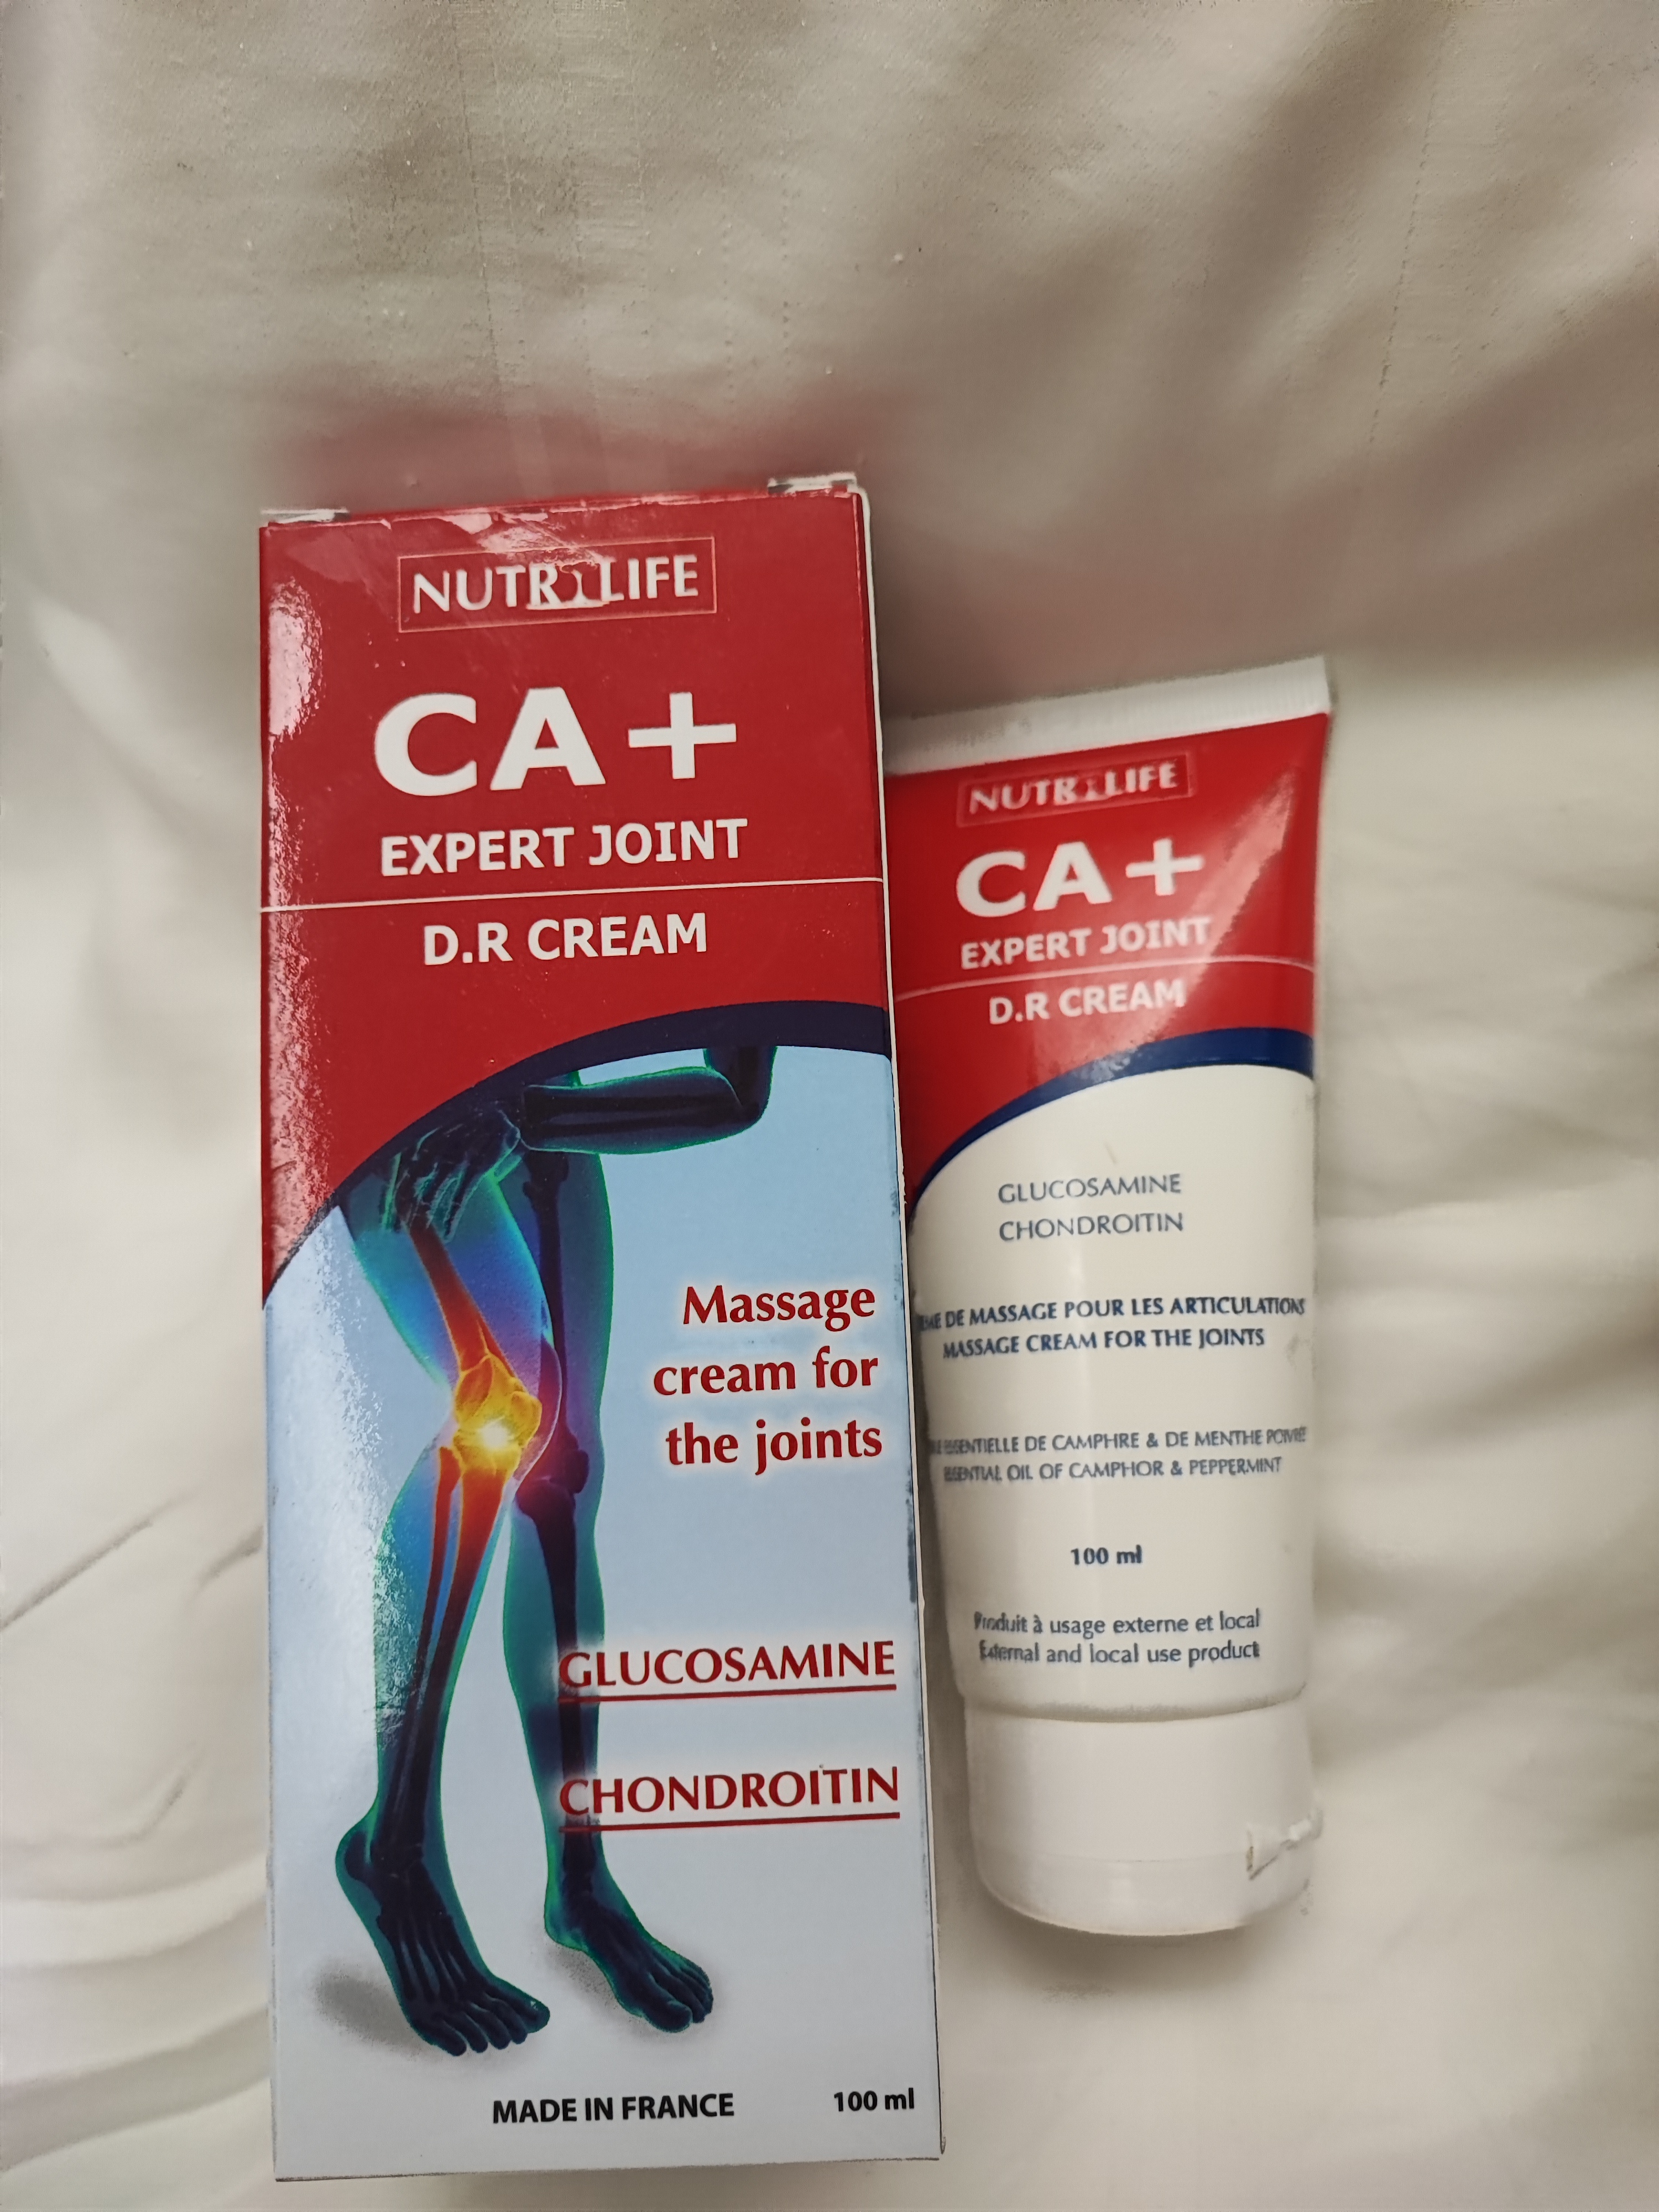 NUTRILIFE
CA+
EXPERT JOINT
D.R CREAM
Massage
cream for
the joints
GLUCOSAMINE
CHONDROITIN
MADE IN FRANCE
100 ml
NUTRILIFE
CA+
EXPERT JOINT
D.R CREAM
GLUCOSAMINE
CHONDROITIN
DE MASSAGE POUR LES ARTICULATIONS
MASSAGE CREAM FOR THE JOINTS
DE CAMPHRE & DE MENTHE POIVRÉE
OIL OF CAMPHOR & PEPPERMINT
100 ml
Produit à usage externe et local
External and local use product